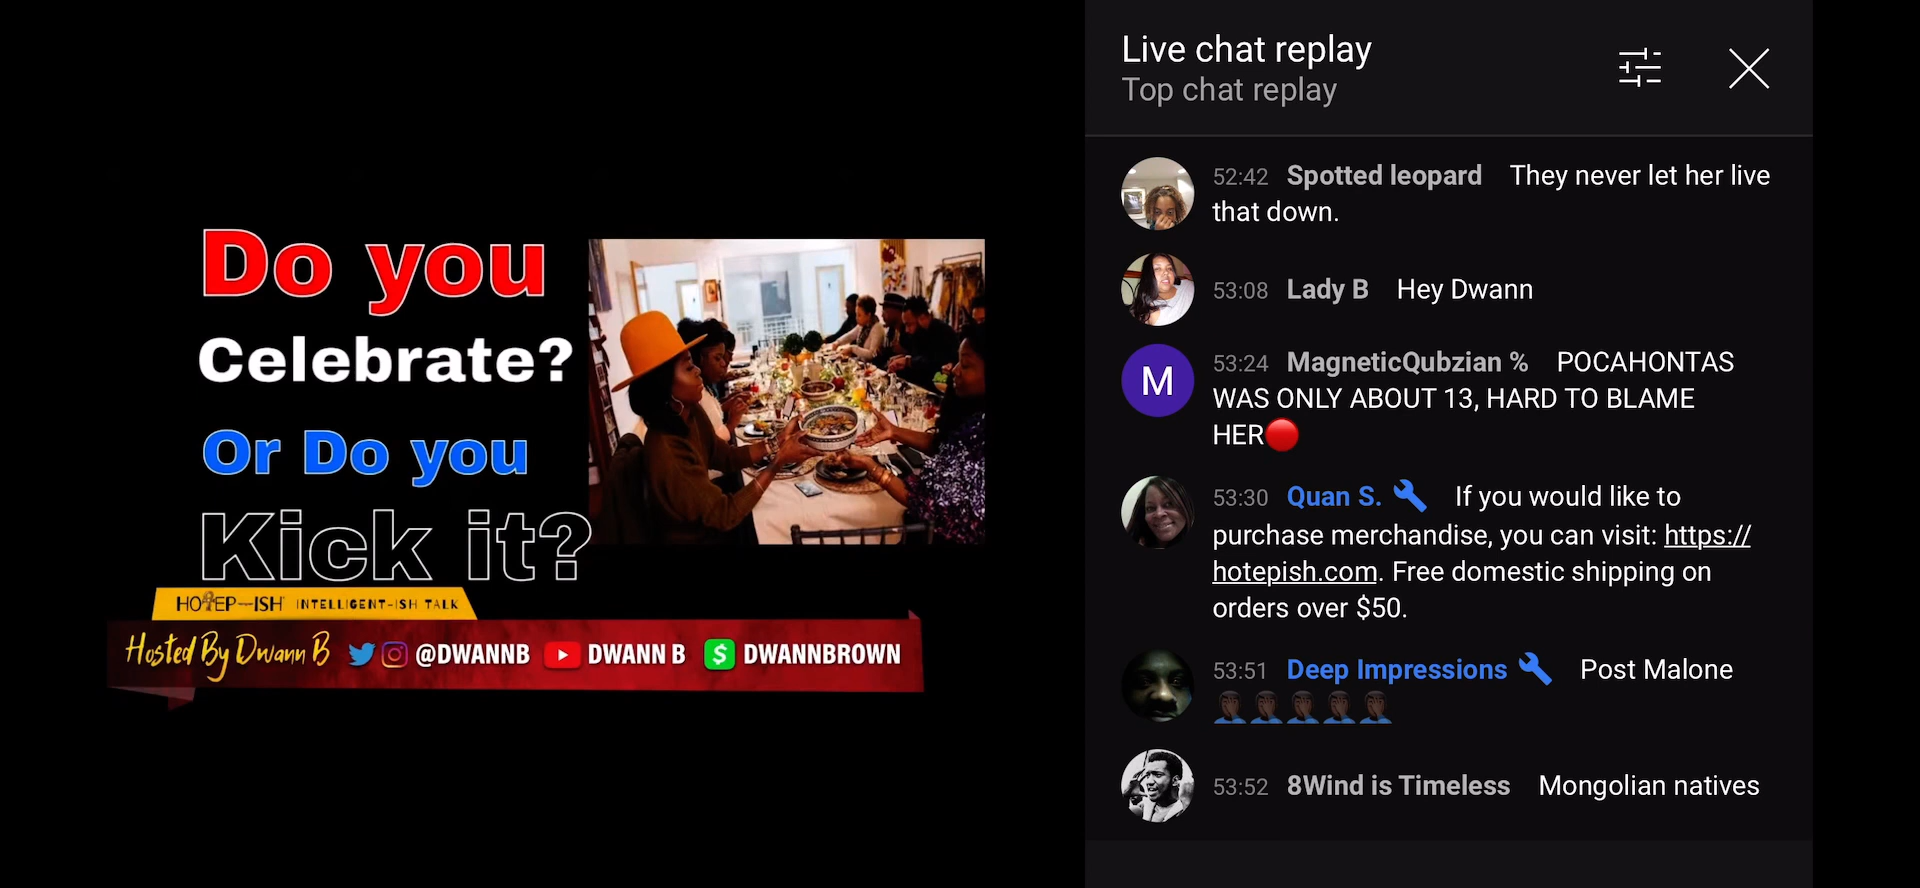 Do you
Celebrate?
Or Do you
Kick it?
HOTEP-ISH INTELLIGENT-ISH TALK
Hosted By Dwann B @DWANNB DWANN B $ DWANNBROWN
Live chat replay
Top chat replay
52:42 Spotted leopard They never let her live
that down.
53:08 Lady B Hey Dwann
M
53:24 MagneticQubzian % POCAHONTAS
WAS ONLY ABOUT 13, HARD TO BLAME
HER🔴
53:30 Quan S. 🔧 If you would like to
purchase merchandise, you can visit: https://
hotepish.com. Free domestic shipping on
orders over $50.
53:51 Deep Impressions 🔧 Post Malone
🤦🏿‍♂️🤦🏿‍♂️🤦🏿‍♂️🤦🏿‍♂️🤦🏿‍♂️
53:52 8Wind is Timeless Mongolian natives